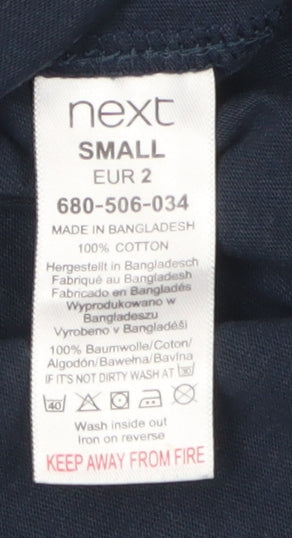 next
SMALL
EUR 2
680-506-034
MADE IN BANGLADESH
100% COTTON
Hergestellt in Bangladesch
Fabriqué au Bangladesh
Fabricado en Bangladés
Wyprodukowano w
Bangladeszu
Vyrobeno v Bangladéši
100% Baumwolle/Coton/
Algodón/Bawełna/Bavlna
IF IT'S NOT DIRTY WASH AT 30
40
Wash inside out
Iron on reverse
KEEP AWAY FROM FIRE